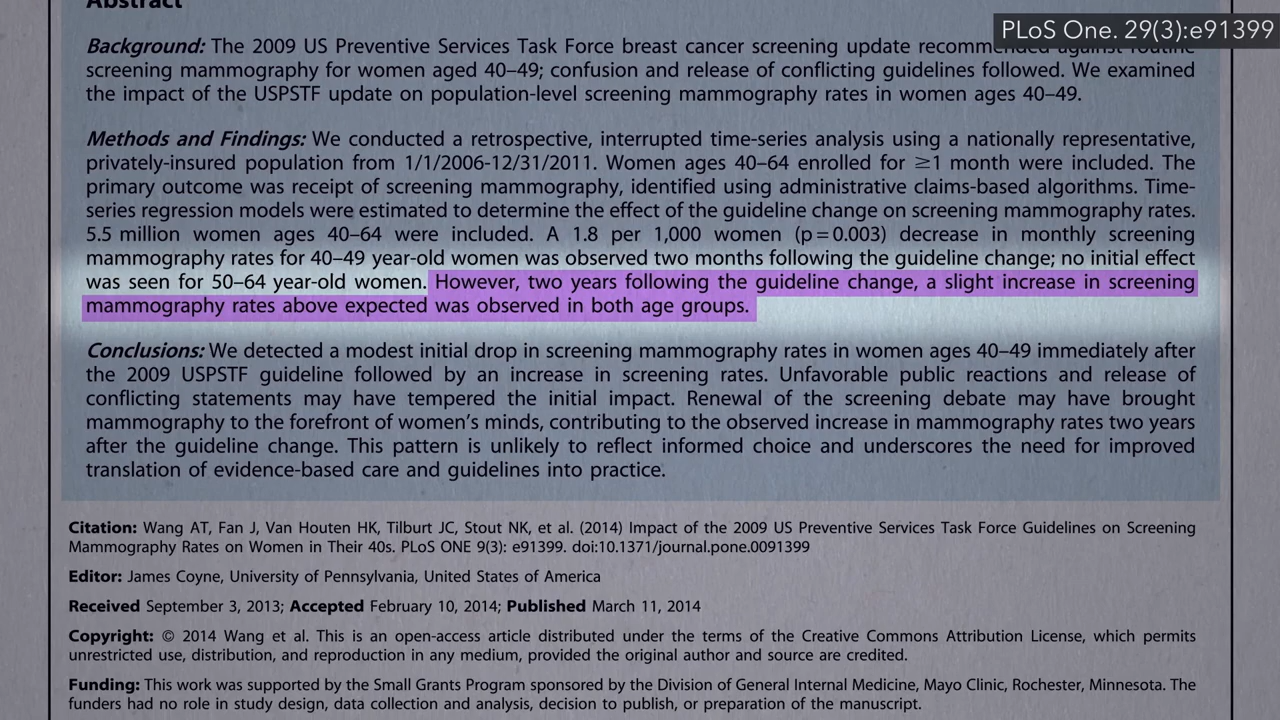 Abstract
PLoS One. 29(3):e91399
Background: The 2009 US Preventive Services Task Force breast cancer screening update recommended against routine
screening mammography for women aged 40–49; confusion and release of conflicting guidelines followed. We examined
the impact of the USPSTF update on population-level screening mammography rates in women ages 40–49.
Methods and Findings: We conducted a retrospective, interrupted time-series analysis using a nationally representative,
privately-insured population from 1/1/2006-12/31/2011. Women ages 40–64 enrolled for ≥1 month were included. The
primary outcome was receipt of screening mammography, identified using administrative claims-based algorithms. Time-
series regression models were estimated to determine the effect of the guideline change on screening mammography rates.
5.5 million women ages 40–64 were included. A 1.8 per 1,000 women (p=0.003) decrease in monthly screening
mammography rates for 40–49 year-old women was observed two months following the guideline change; no initial effect
was seen for 50–64 year-old women. However, two years following the guideline change, a slight increase in screening
mammography rates above expected was observed in both age groups.
Conclusions: We detected a modest initial drop in screening mammography rates in women ages 40–49 immediately after
the 2009 USPSTF guideline followed by an increase in screening rates. Unfavorable public reactions and release of
conflicting statements may have tempered the initial impact. Renewal of the screening debate may have brought
mammography to the forefront of women's minds, contributing to the observed increase in mammography rates two years
after the guideline change. This pattern is unlikely to reflect informed choice and underscores the need for improved
translation of evidence-based care and guidelines into practice.
Citation: Wang AT, Fan J, Van Houten HK, Tilburt JC, Stout NK, et al. (2014) Impact of the 2009 US Preventive Services Task Force Guidelines on Screening
Mammography Rates on Women in Their 40s. PLoS ONE 9(3): e91399. doi:10.1371/journal.pone.0091399
Editor: James Coyne, University of Pennsylvania, United States of America
Received September 3, 2013; Accepted February 10, 2014; Published March 11, 2014
Copyright: © 2014 Wang et al. This is an open-access article distributed under the terms of the Creative Commons Attribution License, which permits
unrestricted use, distribution, and reproduction in any medium, provided the original author and source are credited.
Funding: This work was supported by the Small Grants Program sponsored by the Division of General Internal Medicine, Mayo Clinic, Rochester, Minnesota. The
funders had no role in study design, data collection and analysis, decision to publish, or preparation of the manuscript.